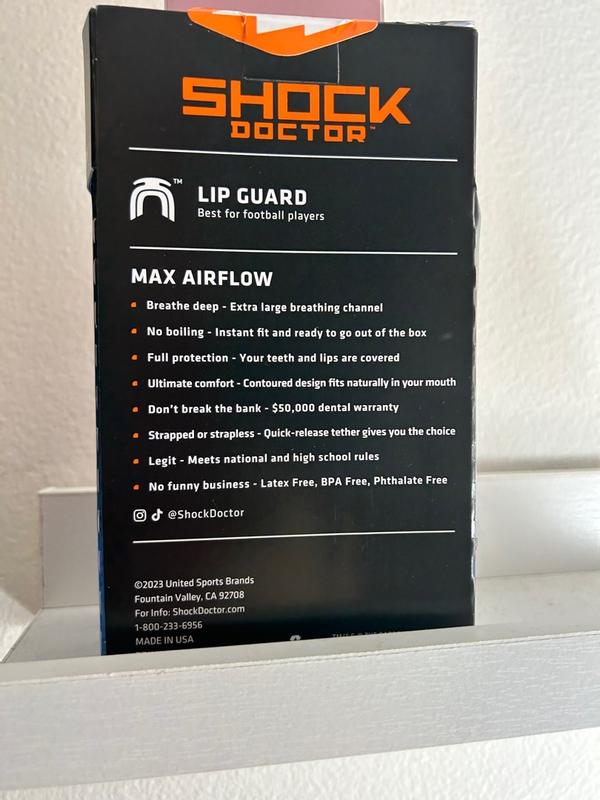 SHOCK
DOCTOR™
™
LIP GUARD
Best for football players
MAX AIRFLOW
Breathe deep - Extra large breathing channel
No boiling - Instant fit and ready to go out of the box
Full protection - Your teeth and lips are covered
Ultimate comfort - Contoured design fits naturally in your mouth
Don't break the bank - $50,000 dental warranty
Strapped or strapless - Quick-release tether gives you the choice
Legit - Meets national and high school rules
No funny business - Latex Free, BPA Free, Phthalate Free
@ShockDoctor
©2023 United Sports Brands
Fountain Valley, CA 92708
For Info: ShockDoctor.com
1-800-233-6956
MADE IN USA